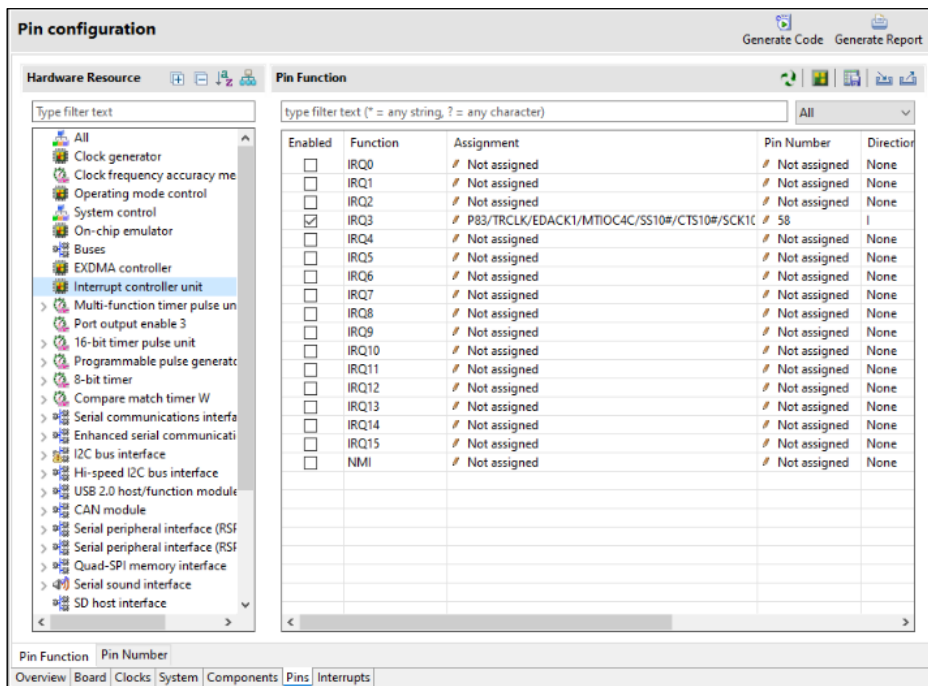 Pin configuration
Generate Code Generate Report
Hardware Resource
Type filter text
All
Clock generator
Clock frequency accuracy me
Operating mode control
System control
On-chip emulator
Buses
EXDMA controller
Interrupt controller unit
Multi-function timer pulse un
Port output enable 3
16-bit timer pulse unit
Programmable pulse generato
8-bit timer
Compare match timer W
Serial communications interfa
Enhanced serial communicati
I2C bus interface
Hi-speed I2C bus interface
USB 2.0 host/function module
CAN module
Serial peripheral interface (RSP
Serial peripheral interface (RSP
Quad-SPI memory interface
Serial sound interface
SD host interface
Pin Function
type filter text (* = any string, ? = any character)
All
Enabled Function Assignment Pin Number Direction
IRQ0 Not assigned Not assigned None
IRQ1 Not assigned Not assigned None
IRQ2 Not assigned Not assigned None
IRQ3 P83/TRCLK/EDACK1/MTIOC4C/SS10#/CTS10#/SCK10 58 I
IRQ4 Not assigned Not assigned None
IRQ5 Not assigned Not assigned None
IRQ6 Not assigned Not assigned None
IRQ7 Not assigned Not assigned None
IRQ8 Not assigned Not assigned None
IRQ9 Not assigned Not assigned None
IRQ10 Not assigned Not assigned None
IRQ11 Not assigned Not assigned None
IRQ12 Not assigned Not assigned None
IRQ13 Not assigned Not assigned None
IRQ14 Not assigned Not assigned None
IRQ15 Not assigned Not assigned None
NMI Not assigned Not assigned None
Pin Function Pin Number
Overview Board Clocks System Components Pins Interrupts